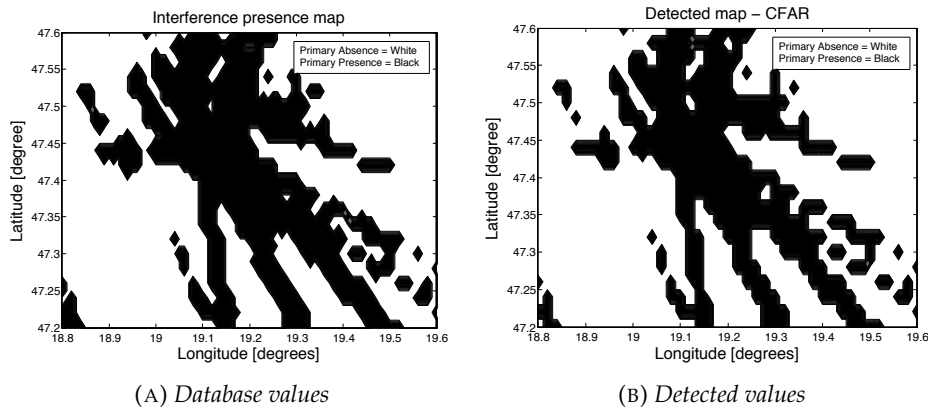 Interference presence map
Primary Absence = White
Primary Presence = Black
47.6
47.55
47.5
47.45
47.4
47.35
47.3
47.25
47.2
Latitude [degree]
18.8 18.9 19 19.1 19.2 19.3 19.4 19.5 19.6
Longitude [degrees]
(A) Database values
Detected map – CFAR
Primary Absence = White
Primary Presence = Black
47.6
47.55
47.5
47.45
47.4
47.35
47.3
47.25
47.2
Latitude [degree]
18.8 18.9 19 19.1 19.2 19.3 19.4 19.5 19.6
Longitude [degrees]
(B) Detected values